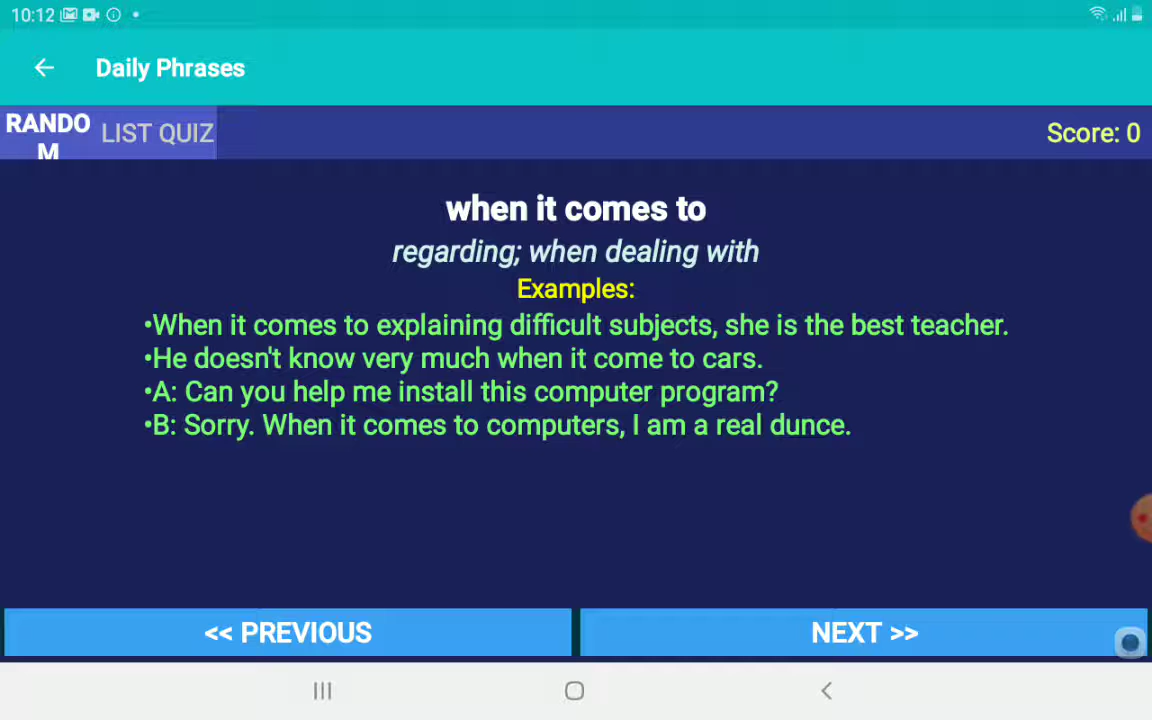 10:12
Daily Phrases
RANDO
M
LIST QUIZ
Score: 0
when it comes to
regarding; when dealing with
Examples:
•When it comes to explaining difficult subjects, she is the best teacher.
•He doesn't know very much when it come to cars.
•A: Can you help me install this computer program?
•B: Sorry. When it comes to computers, I am a real dunce.
<< PREVIOUS
NEXT >>